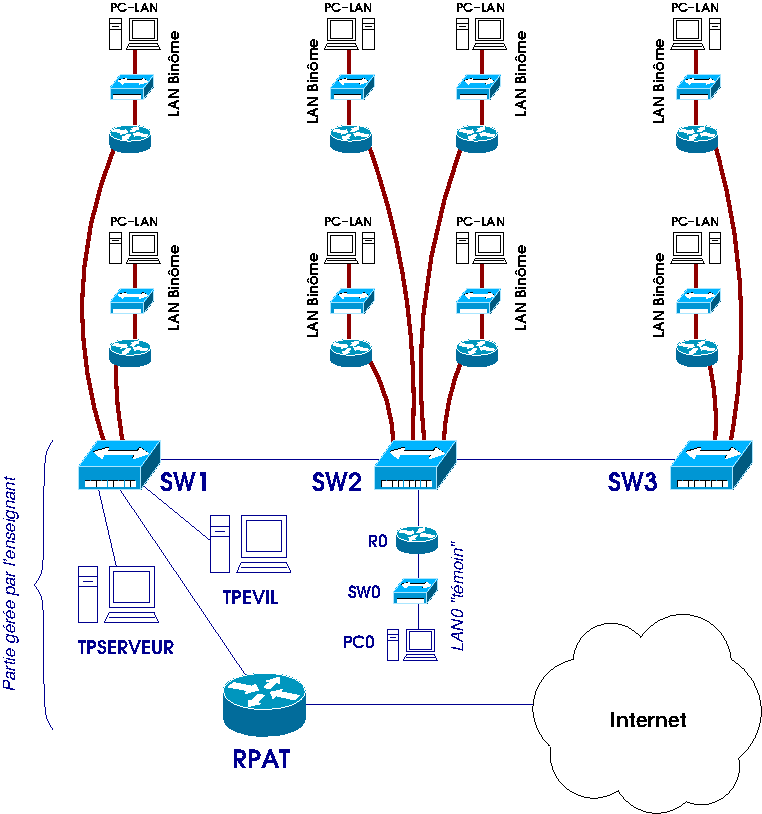 PC-LAN
PC-LAN
PC-LAN
PC-LAN
LAN Binôme
LAN Binôme
LAN Binôme
LAN Binôme
PC-LAN
PC-LAN
PC-LAN
PC-LAN
LAN Binôme
LAN Binôme
LAN Binôme
LAN Binôme
SW1
SW2
SW3
Partie gérée par l'enseignant
R0
TPEVIL
SW0
LAN0 "témoin"
TPSERVEUR
PC0
Internet
RPAT